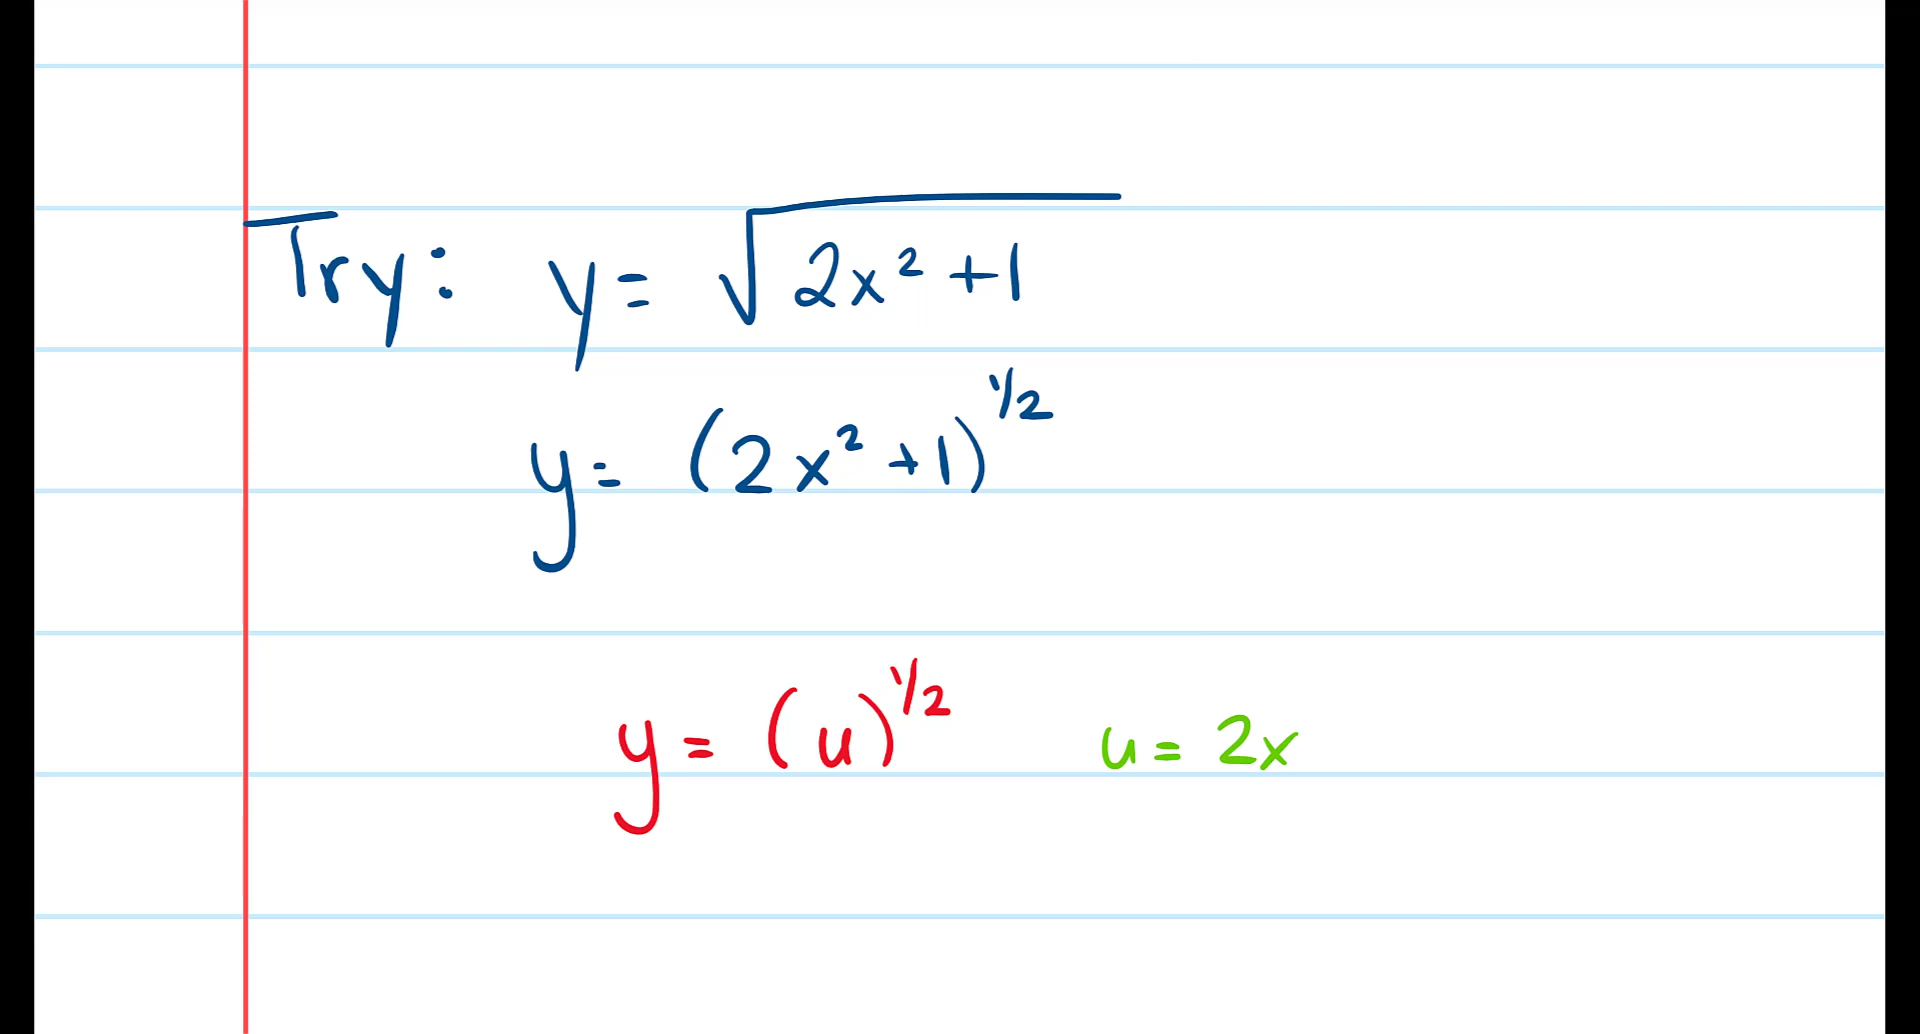 Try: y = √2x² + 1
y = (2x² + 1)^1/2
y = (u)^1/2 u = 2x